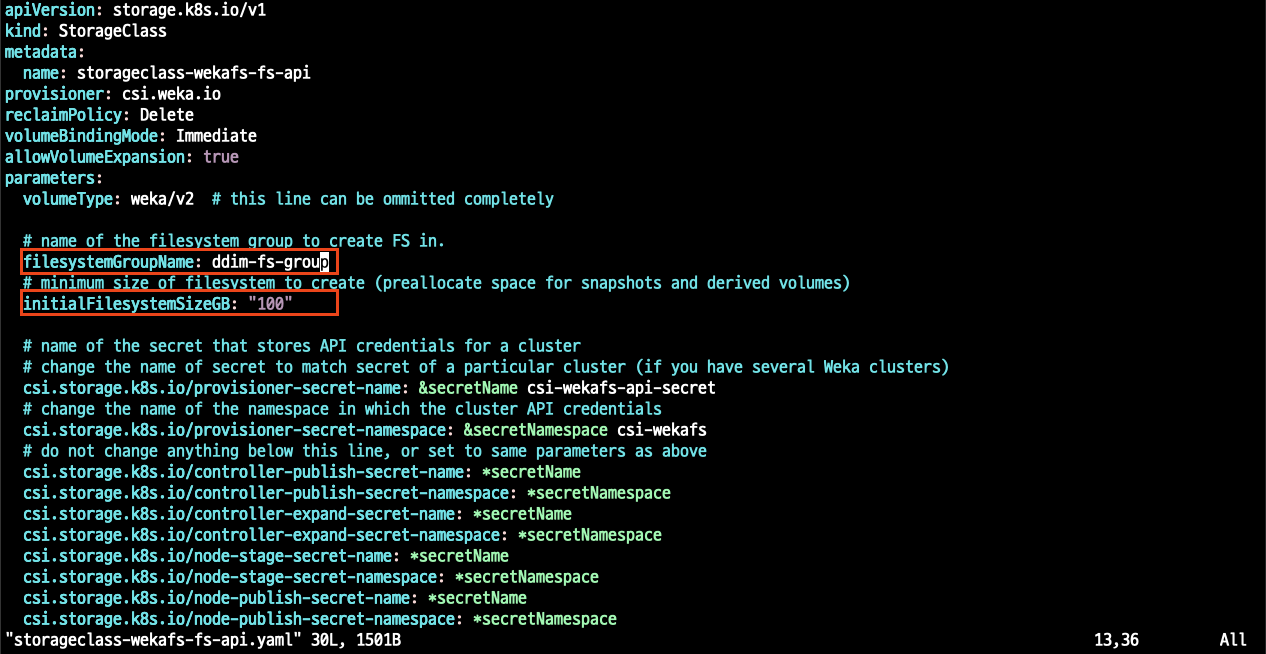 apiVersion: storage.k8s.io/v1
kind: StorageClass
metadata:
  name: storageclass-wekafs-fs-api
provisioner: csi.weka.io
reclaimPolicy: Delete
volumeBindingMode: Immediate
allowVolumeExpansion: true
parameters:
  volumeType: weka/v2  # this line can be ommitted completely

  # name of the filesystem group to create FS in.
  filesystemGroupName: ddim-fs-group
  # minimum size of filesystem to create (preallocate space for snapshots and derived volumes)
  initialFilesystemSizeGB: "100"

  # name of the secret that stores API credentials for a cluster
  # change the name of secret to match secret of a particular cluster (if you have several Weka clusters)
  csi.storage.k8s.io/provisioner-secret-name: &secretName csi-wekafs-api-secret
  # change the name of the namespace in which the cluster API credentials
  csi.storage.k8s.io/provisioner-secret-namespace: &secretNamespace csi-wekafs
  # do not change anything below this line, or set to same parameters as above
  csi.storage.k8s.io/controller-publish-secret-name: *secretName
  csi.storage.k8s.io/controller-publish-secret-namespace: *secretNamespace
  csi.storage.k8s.io/controller-expand-secret-name: *secretName
  csi.storage.k8s.io/controller-expand-secret-namespace: *secretNamespace
  csi.storage.k8s.io/node-stage-secret-name: *secretName
  csi.storage.k8s.io/node-stage-secret-namespace: *secretNamespace
  csi.storage.k8s.io/node-publish-secret-name: *secretName
  csi.storage.k8s.io/node-publish-secret-namespace: *secretNamespace
"storageclass-wekafs-fs-api.yaml" 30L, 1501B 13,36 All